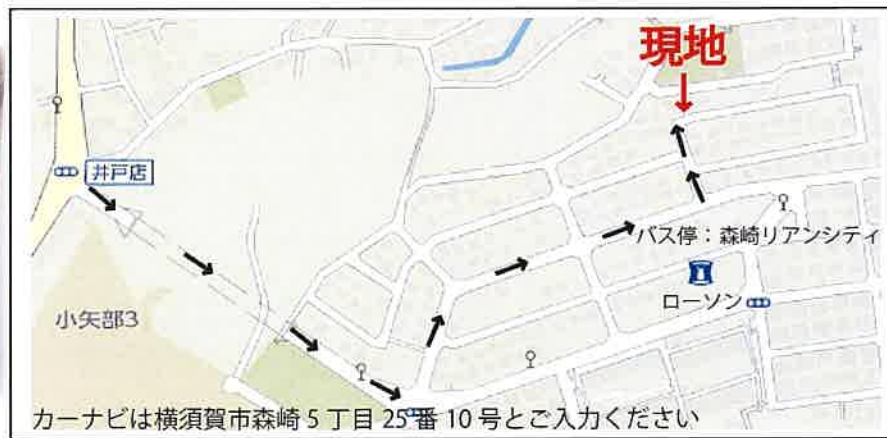 現地
井戸店
バス停：森崎リアンシティ
ローソン
小矢部3
カーナビは横須賀市森崎5丁目25番10号とご入力ください